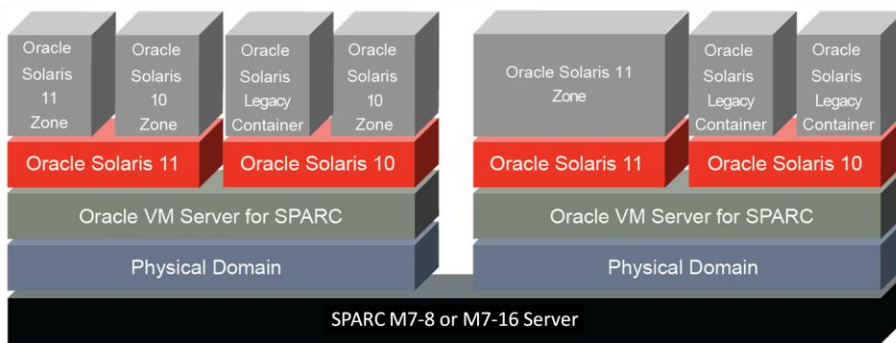 Oracle
Solaris
11
Zone
Oracle
Solaris
10
Zone
Oracle
Solaris
Legacy
Container
Oracle
Solaris
10
Zone
Oracle Solaris 11
Zone
Oracle
Solaris
Legacy
Container
Oracle
Solaris
Legacy
Container
Oracle Solaris 11
Oracle Solaris 10
Oracle Solaris 11
Oracle Solaris 10
Oracle VM Server for SPARC
Oracle VM Server for SPARC
Physical Domain
Physical Domain
SPARC M7-8 or M7-16 Server